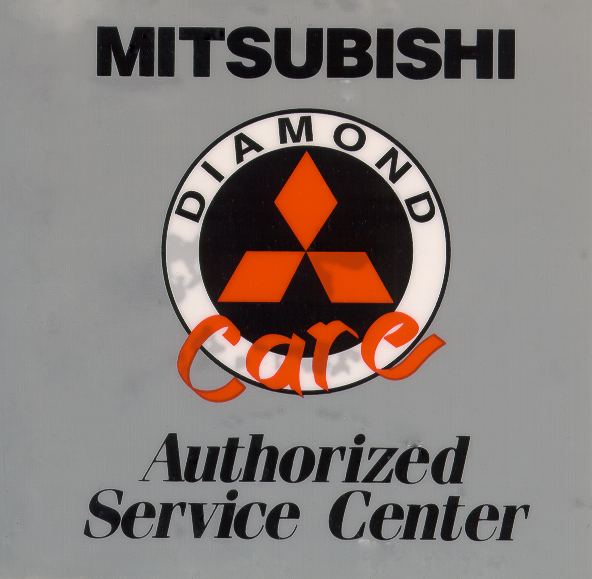 MITSUBISHI
DIAMOND
care
Authorized
Service Center